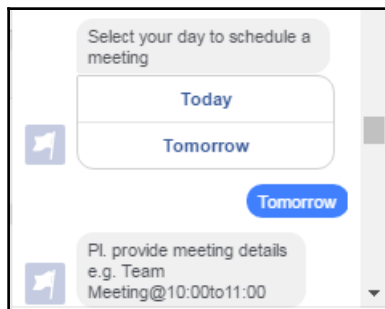 Select your day to schedule a
meeting
Today
Tomorrow
Tomorrow
Pl. provide meeting details
e.g. Team
Meeting@10:00to11:00